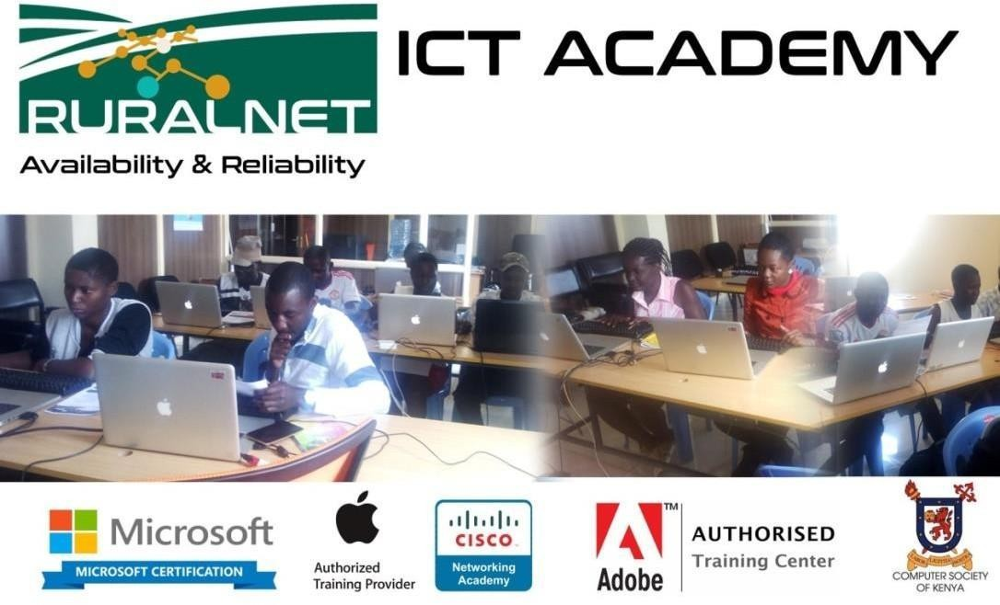 ICT ACADEMY
RURALNET
Availability & Reliability
Microsoft
MICROSOFT CERTIFICATION
Authorized
Training Provider
CISCO
Networking
Academy
Adobe
TM
AUTHORISED
Training Center
COMPUTER SOCIETY
OF KENYA